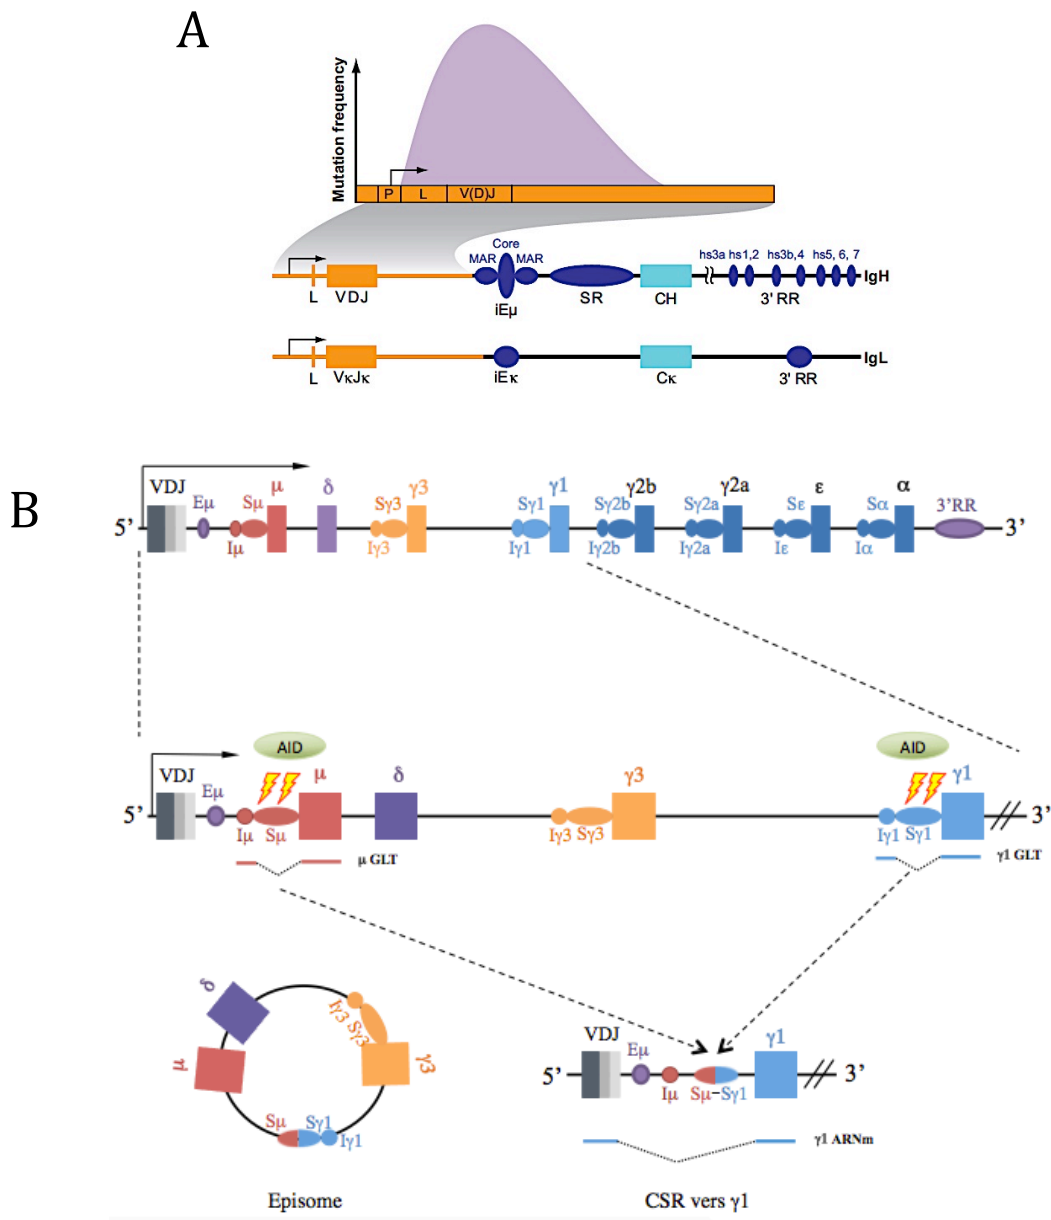 A
Mutation frequency
P L V(D)J
Core
MAR MAR
hs3a hs1,2 hs3b,4 hs5, 6, 7
IgH
L VDJ iEμ SR CH 3' RR
IgL
L VκJκ iEκ Cκ 3' RR
B
VDJ Eμ Sμ μ δ Sγ3 γ3 Sγ1 γ1 Sγ2b γ2b Sγ2a γ2a Sε ε Sα α 3'RR
5' 3'
Iμ Iγ3 Iγ1 Iγ2b Iγ2a Iε Iα
AID AID
VDJ Eμ μ δ γ3 γ1
5' 3'
Iμ Sμ Iγ3 Sγ3 Iγ1 Sγ1
μ GLT γ1 GLT
δ Iγ3 Sγ3
μ γ3
Sμ Sγ1 Iγ1
VDJ Eμ γ1
5' 3'
Iμ Sμ-Sγ1
γ1 ARNm
Episome CSR vers γ1